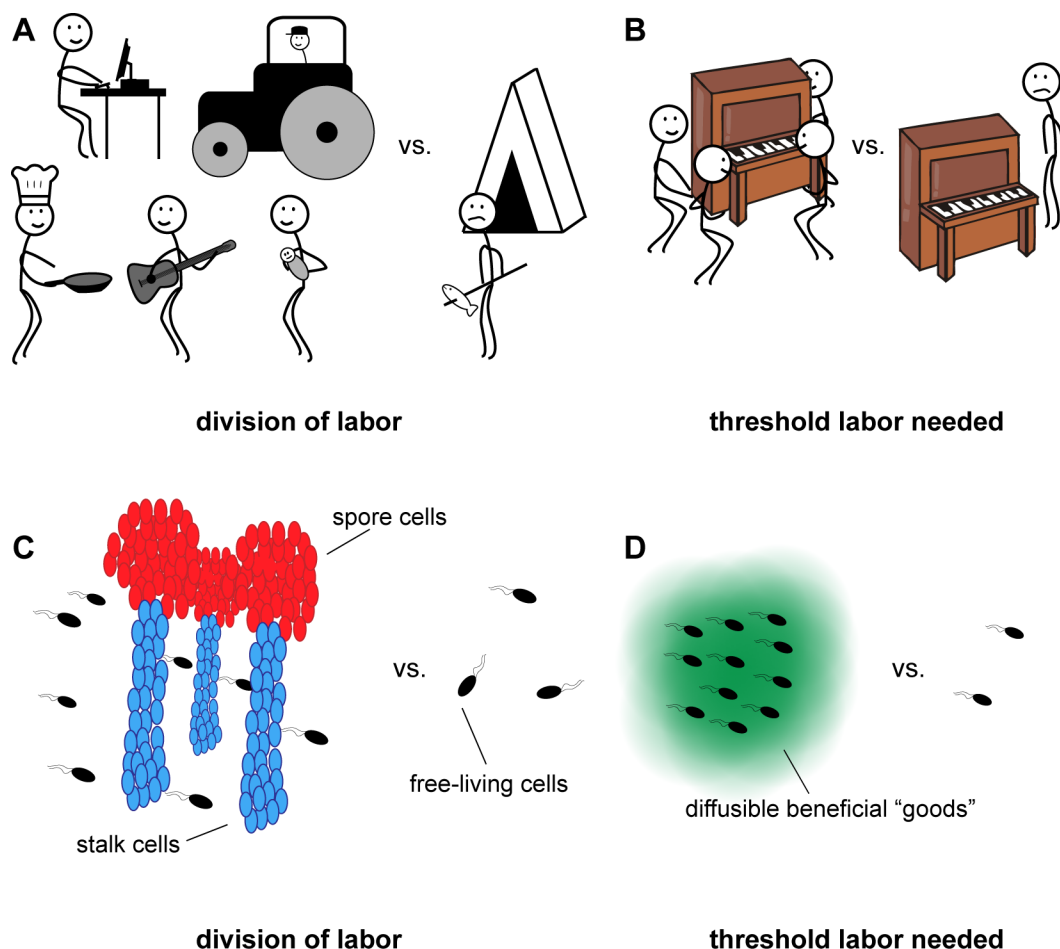 A
vs.
division of labor
B
vs.
threshold labor needed
C
spore cells
vs.
free-living cells
stalk cells
division of labor
D
vs.
diffusible beneficial “goods”
threshold labor needed